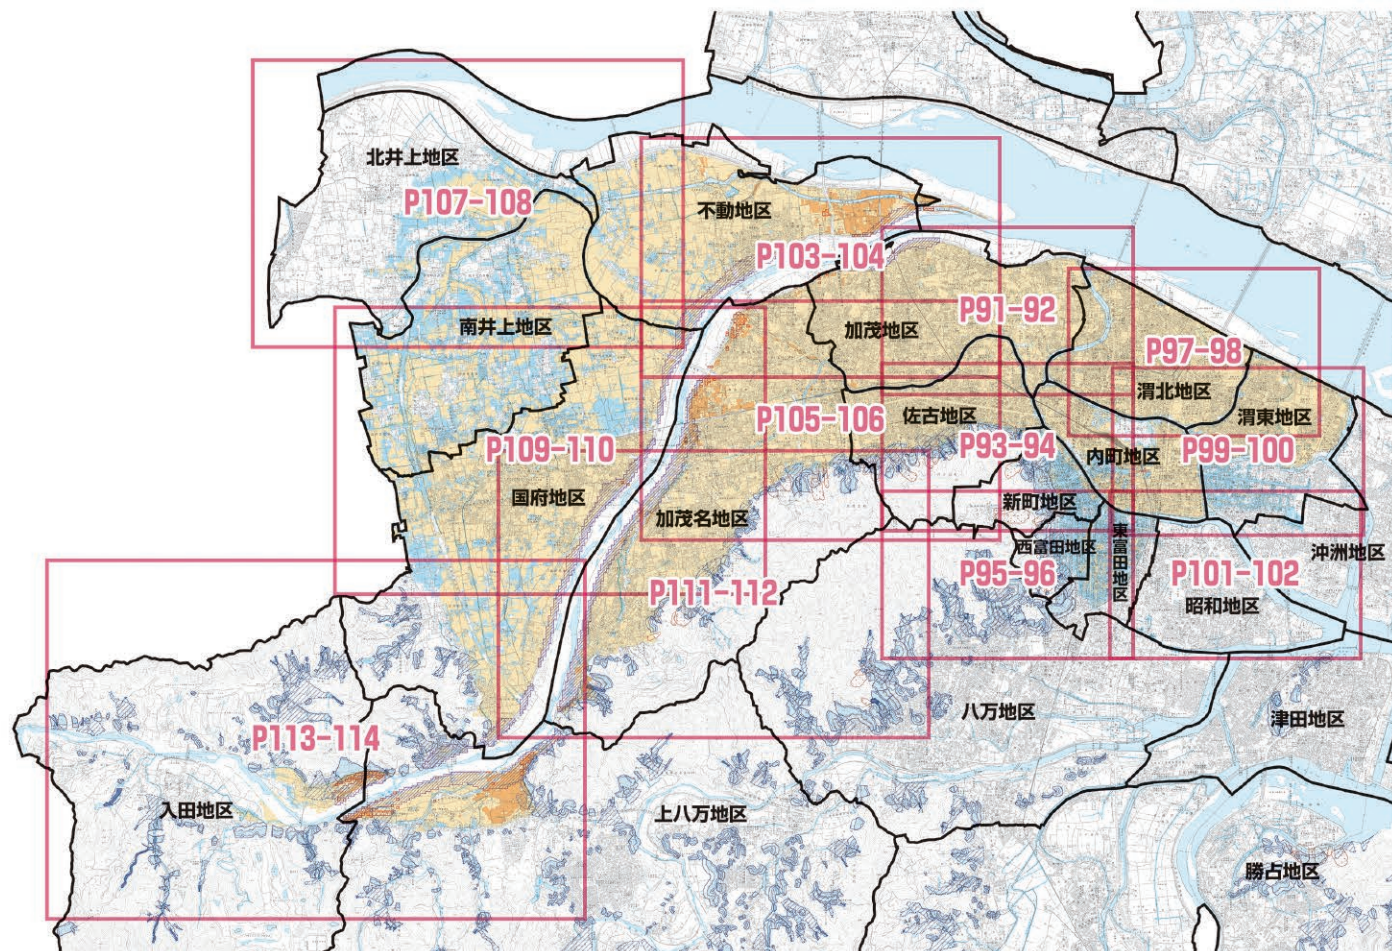 北井上地区
P107-108
不動地区
P103-104
P91-92
南井上地区
加茂地区
P97-98
渭北地区
P105-106
佐古地区
渭東地区
P109-110
P93-94
内町地区
P99-100
国府地区
新町地区
加茂名地区
西富田地区
東富田地区
沖洲地区
P95-96
P101-102
P111-112
昭和地区
八万地区
津田地区
P113-114
入田地区
上八万地区
勝占地区